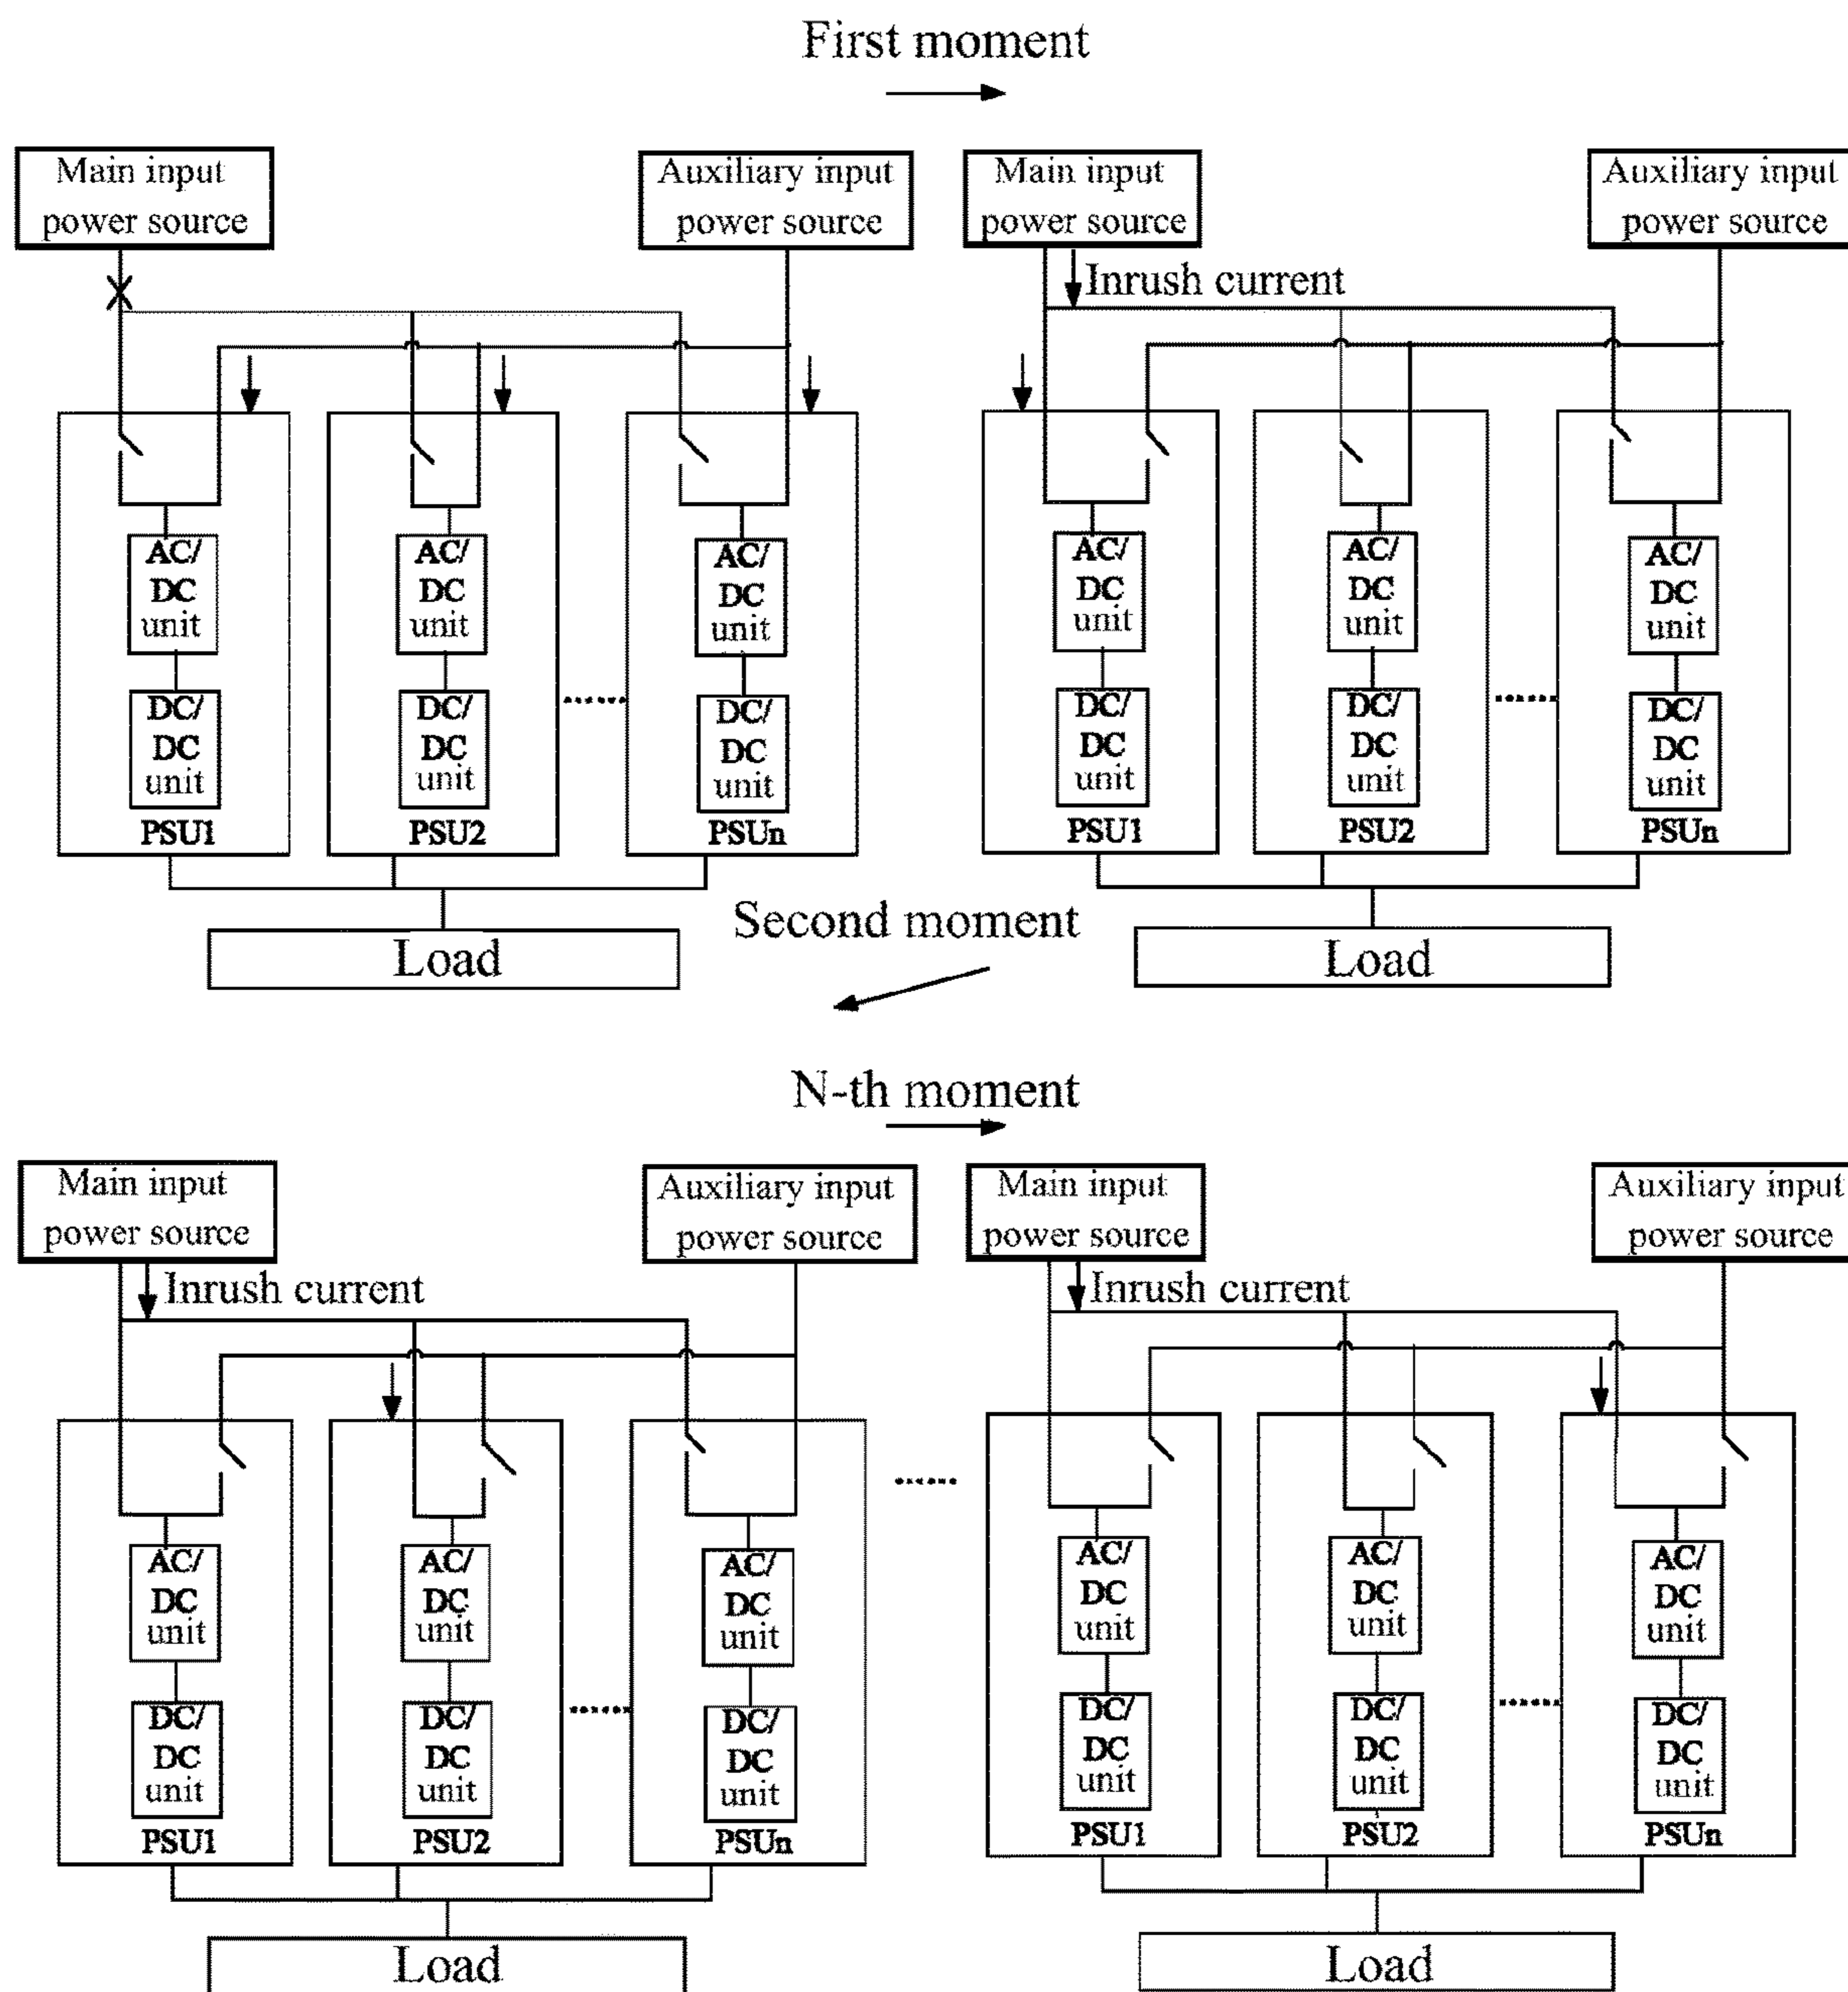 First moment
Main input
power source
Auxiliary input
power source
Main input
power source
Auxiliary input
power source
Inrush current
AC/
DC
unit
DC/
DC
unit
PSU1
AC/
DC
unit
DC/
DC
unit
PSU2
AC/
DC
unit
DC/
DC
unit
PSUn
Load
AC/
DC
unit
DC/
DC
unit
PSU1
AC/
DC
unit
DC/
DC
unit
PSU2
AC/
DC
unit
DC/
DC
unit
PSUn
Load
Second moment
N-th moment
Main input
power source
Auxiliary input
power source
Inrush current
Main input
power source
Auxiliary input
power source
Inrush current
AC/
DC
unit
DC/
DC
unit
PSU1
AC/
DC
unit
DC/
DC
unit
PSU2
AC/
DC
unit
DC/
DC
unit
PSUn
Load
AC/
DC
unit
DC/
DC
unit
PSU1
AC/
DC
unit
DC/
DC
unit
PSU2
AC/
DC
unit
DC/
DC
unit
PSUn
Load